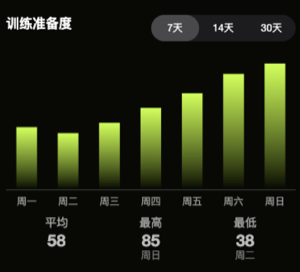 训练准备度
7天 14天 30天
周一 周二 周三 周四 周五 周六 周日
平均 最高 最低
58 85 38
周日 周二